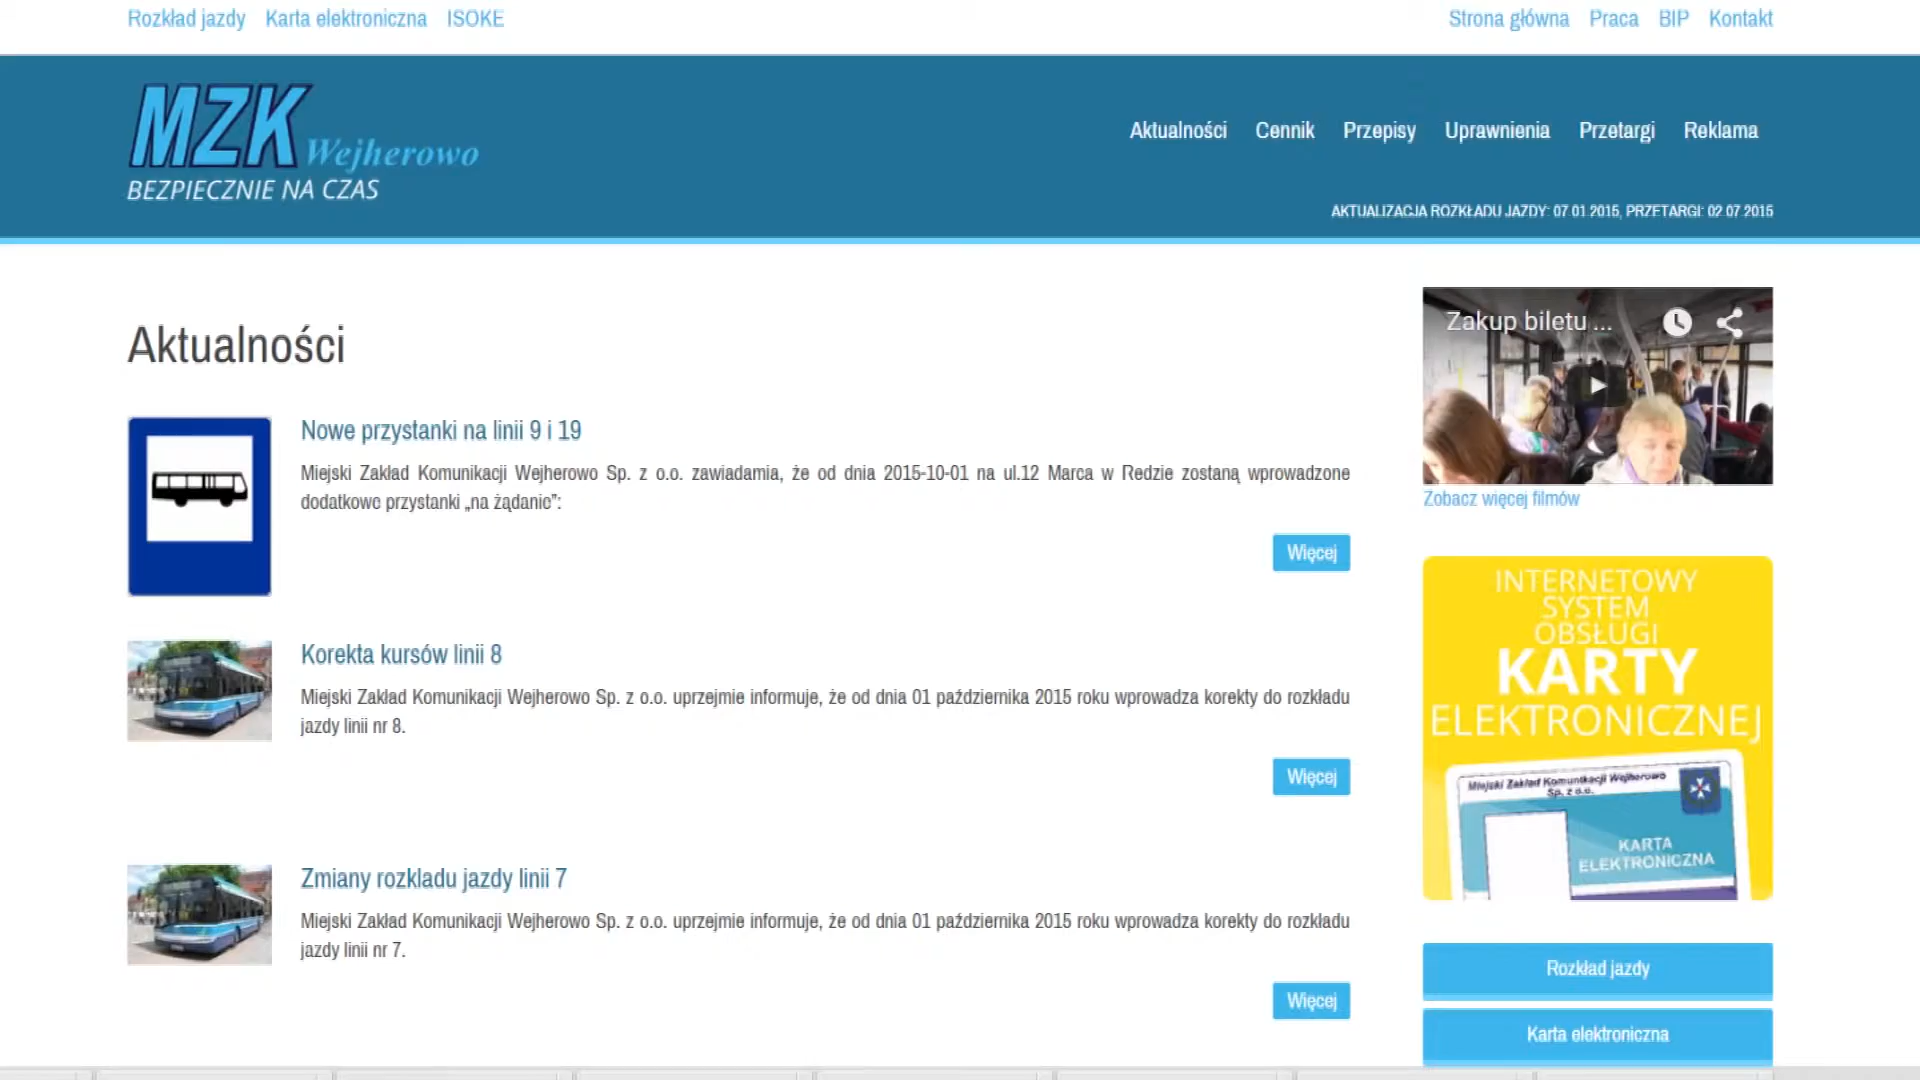 Rozkład jazdy Karta elektroniczna ISOKE
Strona główna Praca BIP Kontakt
MZK Wejherowo
BEZPIECZNIE NA CZAS
Aktualności Cennik Przepisy Uprawnienia Przetargi Reklama
AKTUALIZACJA ROZKŁADU JAZDY: 07.01.2015, PRZETARGI: 02.07.2015
Aktualności
Nowe przystanki na linii 9 i 19
Miejski Zakład Komunikacji Wejherowo Sp. z o.o. zawiadamia, że od dnia 2015-10-01 na ul.12 Marca w Redzie zostaną wprowadzone
dodatkowe przystanki „na żądanie”:
Więcej
Korekta kursów linii 8
Miejski Zakład Komunikacji Wejherowo Sp. z o.o. uprzejmie informuje, że od dnia 01 października 2015 roku wprowadza korekty do rozkładu
jazdy linii nr 8.
Więcej
Zmiany rozkladu jazdy linii 7
Miejski Zakład Komunikacji Wejherowo Sp. z o.o. uprzejmie informuje, że od dnia 01 października 2015 roku wprowadza korekty do rozkładu
jazdy linii nr 7.
Więcej
Zakup biletu ...
Zobacz więcej filmów
INTERNETOWY
SYSTEM
OBSŁUGI
KARTY
ELEKTRONICZNEJ
Miejski Zakład Komunikacji Wejherowo
Sp. z o.o.
KARTA
ELEKTRONICZNA
Rozkład jazdy
Karta elektroniczna